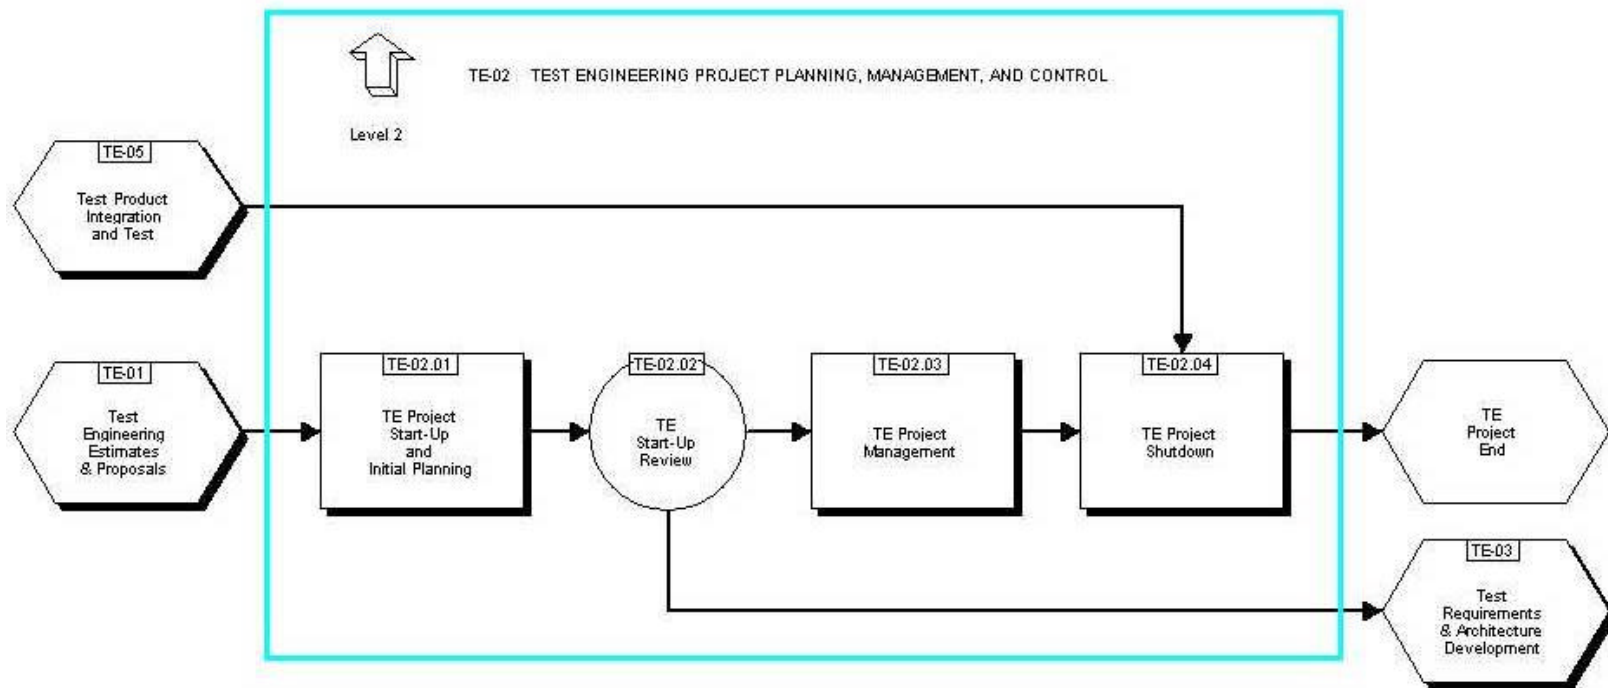 TE-02 TEST ENGINEERING PROJECT PLANNING, MANAGEMENT, AND CONTROL
Level 2
TE-05
Test Product
Integration
and Test
TE-01
Test
Engineering
Estimates
& Proposals
TE-02.01
TE Project
Start-Up
and
Initial Planning
TE-02.02
TE
Start-Up
Review
TE-02.03
TE Project
Management
TE-02.04
TE Project
Shutdown
TE
Project
End
TE-03
Test
Requirements
& Architecture
Development